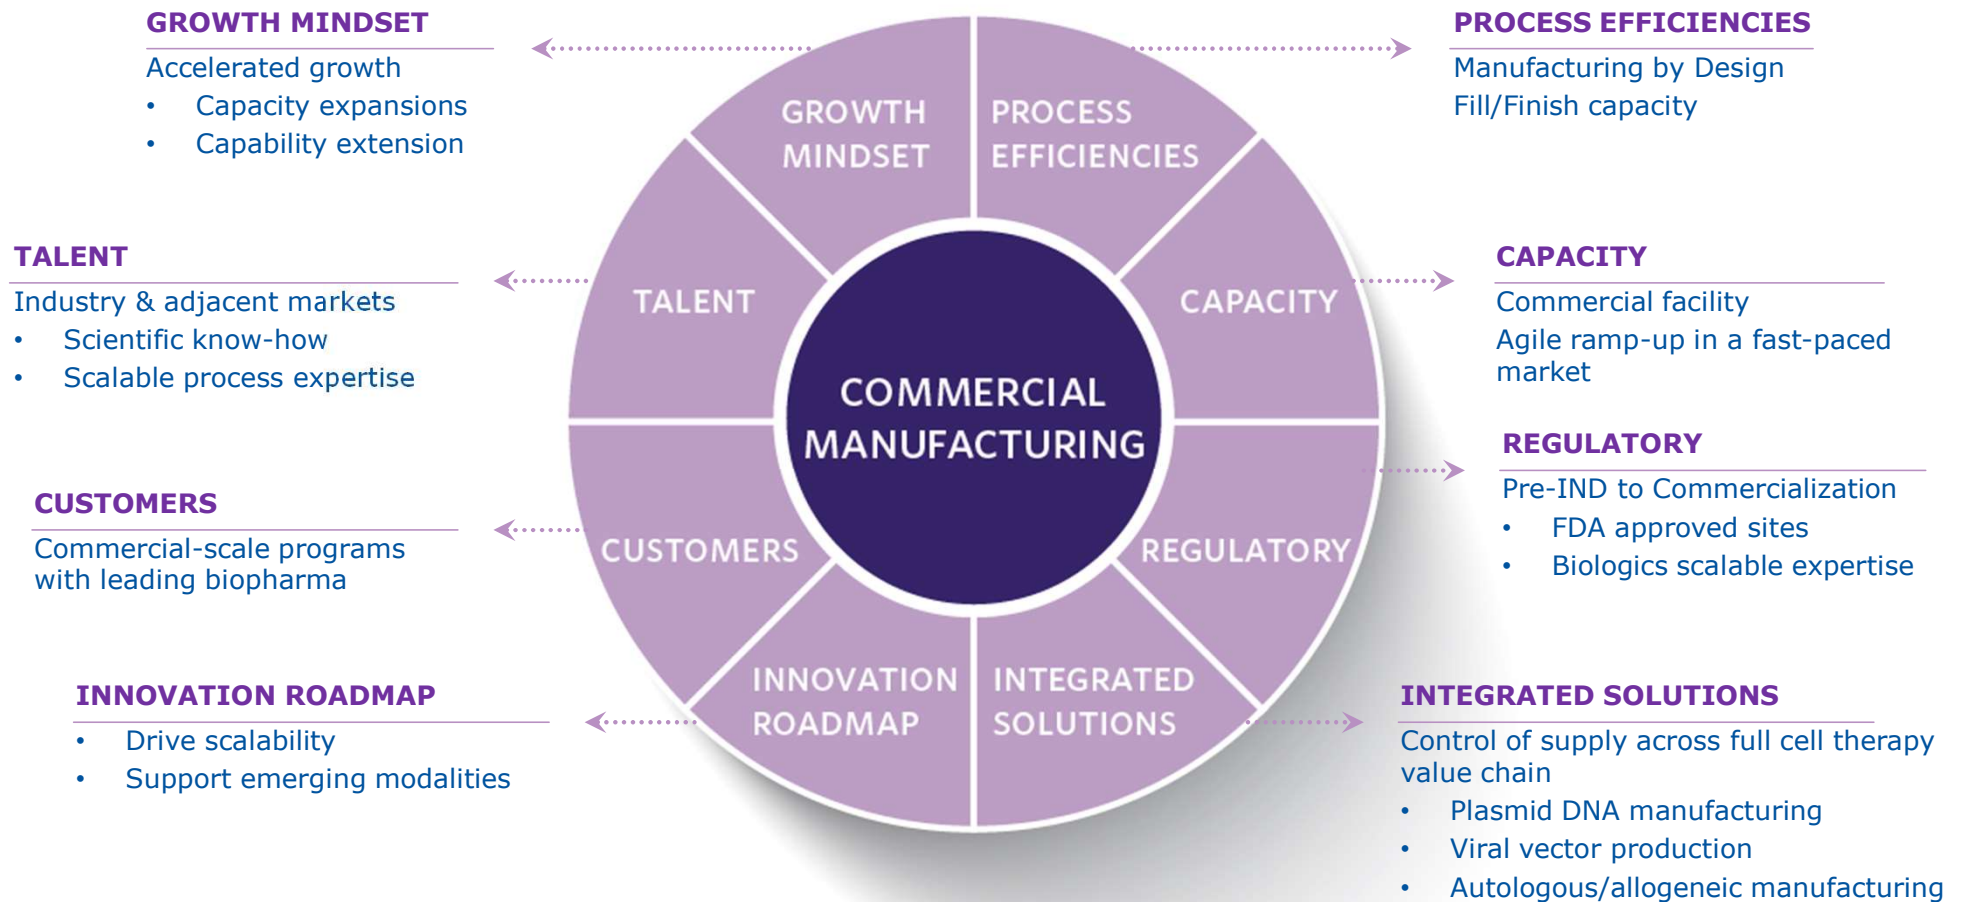 GROWTH MINDSET
Accelerated growth
• Capacity expansions
• Capability extension
TALENT
Industry & adjacent markets
• Scientific know-how
• Scalable process expertise
CUSTOMERS
Commercial-scale programs
with leading biopharma
INNOVATION ROADMAP
• Drive scalability
• Support emerging modalities
GROWTH
MINDSET
PROCESS
EFFICIENCIES
TALENT
CAPACITY
COMMERCIAL
MANUFACTURING
CUSTOMERS
REGULATORY
INNOVATION
ROADMAP
INTEGRATED
SOLUTIONS
PROCESS EFFICIENCIES
Manufacturing by Design
Fill/Finish capacity
CAPACITY
Commercial facility
Agile ramp-up in a fast-paced
market
REGULATORY
Pre-IND to Commercialization
• FDA approved sites
• Biologics scalable expertise
INTEGRATED SOLUTIONS
Control of supply across full cell therapy
value chain
• Plasmid DNA manufacturing
• Viral vector production
• Autologous/allogeneic manufacturing